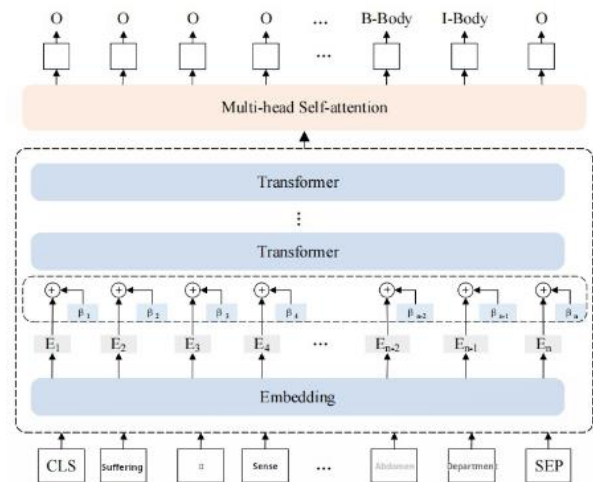 O O O O ... B-Body I-Body O
...
Multi-head Self-attention
Transformer
⋮
Transformer
β1 β2 β3 β4 βn-2 βn-1 βn
E1 E2 E3 E4 ... En-2 En-1 En
Embedding
CLS Suffering Sense ... Abdomen Department SEP